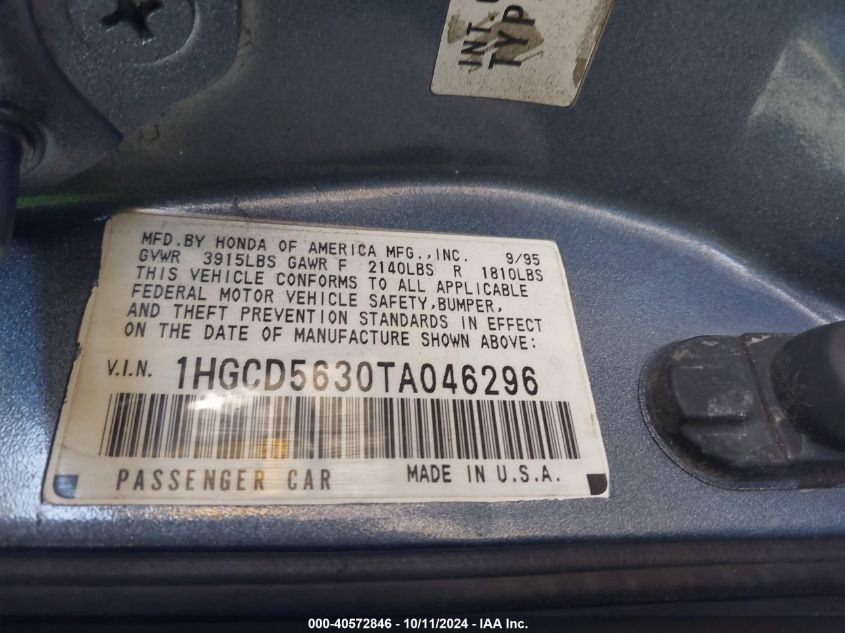 INT.
TYP
MFD.BY HONDA OF AMERICA MFG.,INC. 9/95
GVWR 3915LBS GAWR F 2140LBS R 1810LBS
THIS VEHICLE CONFORMS TO ALL APPLICABLE
FEDERAL MOTOR VEHICLE SAFETY,BUMPER,
AND THEFT PREVENTION STANDARDS IN EFFECT
ON THE DATE OF MANUFACTURE SHOWN ABOVE:
V.I.N. 1HGCD5630TA046296
PASSENGER CAR MADE IN U.S.A.
000-40572846 - 10/11/2024 - IAA Inc.